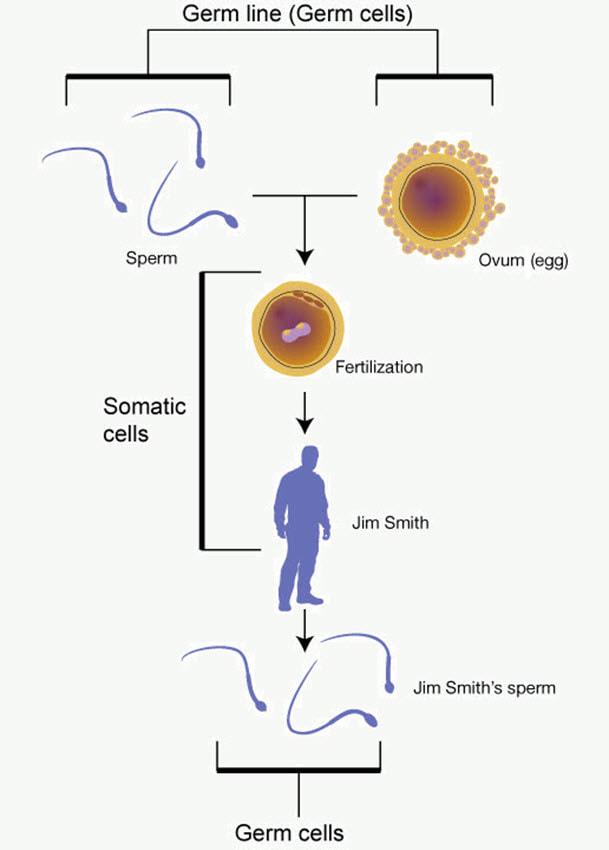 Germ line (Germ cells)
Sperm
Ovum (egg)
Fertilization
Somatic
cells
Jim Smith
Jim Smith's sperm
Germ cells